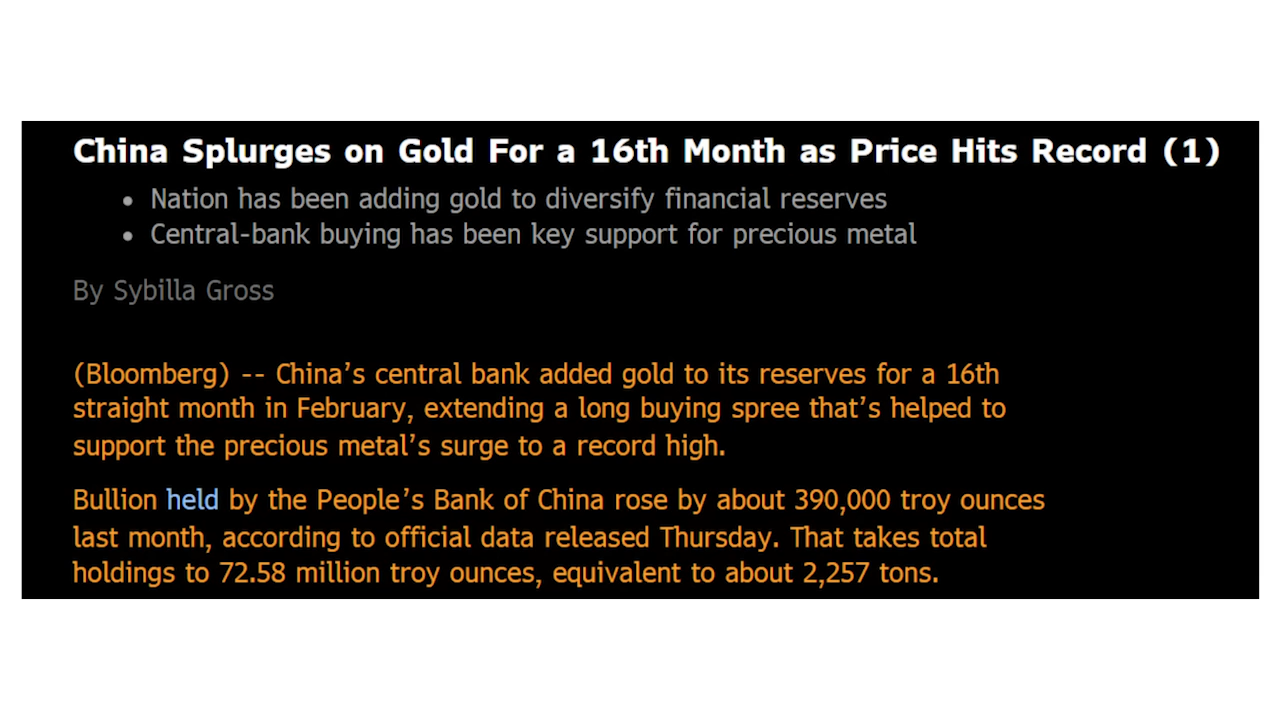 China Splurges on Gold For a 16th Month as Price Hits Record (1)
• Nation has been adding gold to diversify financial reserves
• Central-bank buying has been key support for precious metal
By Sybilla Gross
(Bloomberg) -- China’s central bank added gold to its reserves for a 16th
straight month in February, extending a long buying spree that’s helped to
support the precious metal’s surge to a record high.
Bullion held by the People’s Bank of China rose by about 390,000 troy ounces
last month, according to official data released Thursday. That takes total
holdings to 72.58 million troy ounces, equivalent to about 2,257 tons.